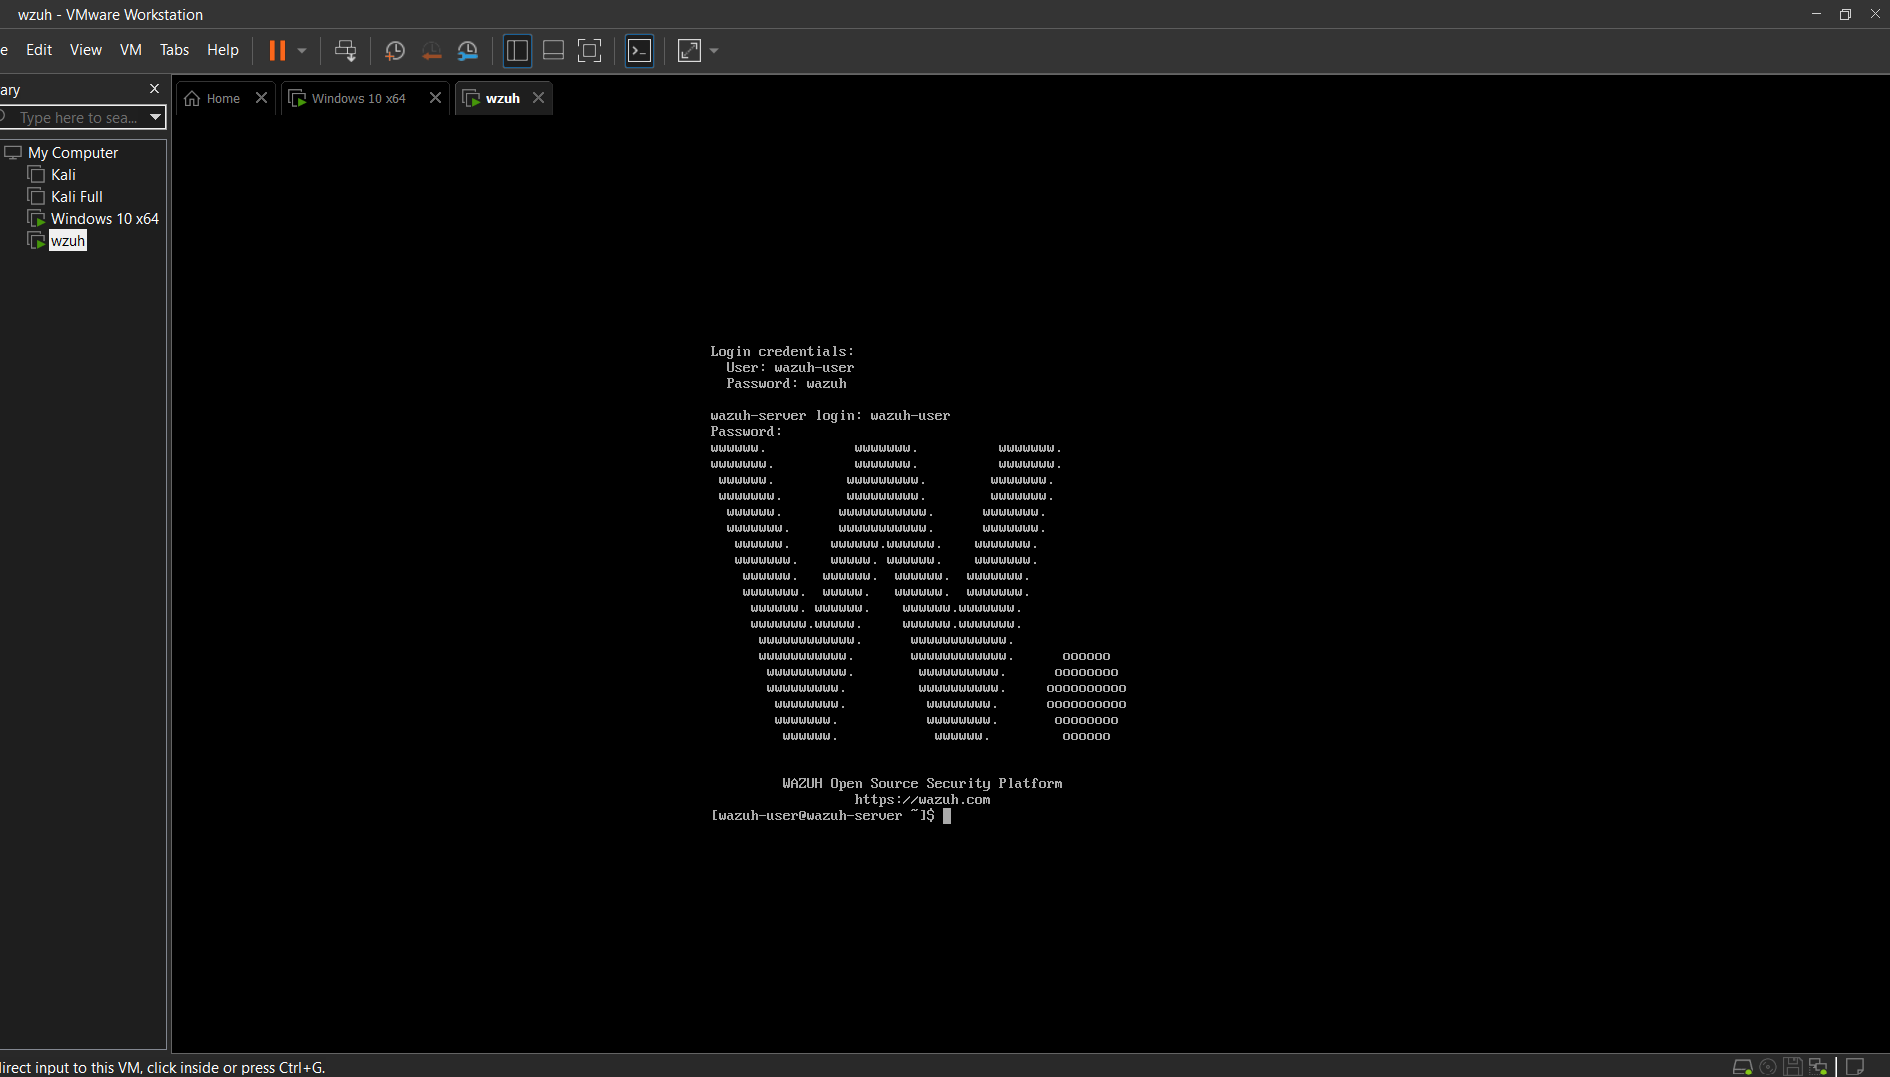 wzuh - VMware Workstation
e Edit View VM Tabs Help
ary
Type here to sea...
My Computer
Kali
Kali Full
Windows 10 x64
wzuh
Home
Windows 10 x64
wzuh
Login credentials:
  User: wazuh-user
  Password: wazuh
wazuh-server login: wazuh-user
Password:
wwwwww.           wwwwwww.          wwwwwww.
wwwwwww.          wwwwwww.          wwwwwww.
 wwwwww.         wwwwwwwww.        wwwwwww.
 wwwwwww.        wwwwwwwww.        wwwwwww.
  wwwwww.       wwwwwwwwwww.      wwwwwww.
  wwwwwww.      wwwwwwwwwww.      wwwwwww.
   wwwwww.     wwwwww.wwwwww.    wwwwwww.
   wwwwwww.    wwwww. wwwwww.    wwwwwww.
    wwwwww.   wwwwww.  wwwwww.  wwwwwww.
    wwwwwww.  wwwww.   wwwwww.  wwwwwww.
     wwwwww. wwwwww.    wwwwww.wwwwwww.
     wwwwwww.wwwww.     wwwwww.wwwwwww.
      wwwwwwwwwwww.      wwwwwwwwwwww.
      wwwwwwwwwww.       wwwwwwwwwwww.      oooooo
       wwwwwwwwww.        wwwwwwwwww.      oooooooo
       wwwwwwwww.         wwwwwwwwww.     oooooooooo
        wwwwwwww.          wwwwwwww.      oooooooooo
        wwwwwww.           wwwwwwww.       oooooooo
         wwwwww.            wwwwww.         oooooo
WAZUH Open Source Security Platform
https://wazuh.com
[wazuh-user@wazuh-server ~]$
direct input to this VM, click inside or press Ctrl+G.